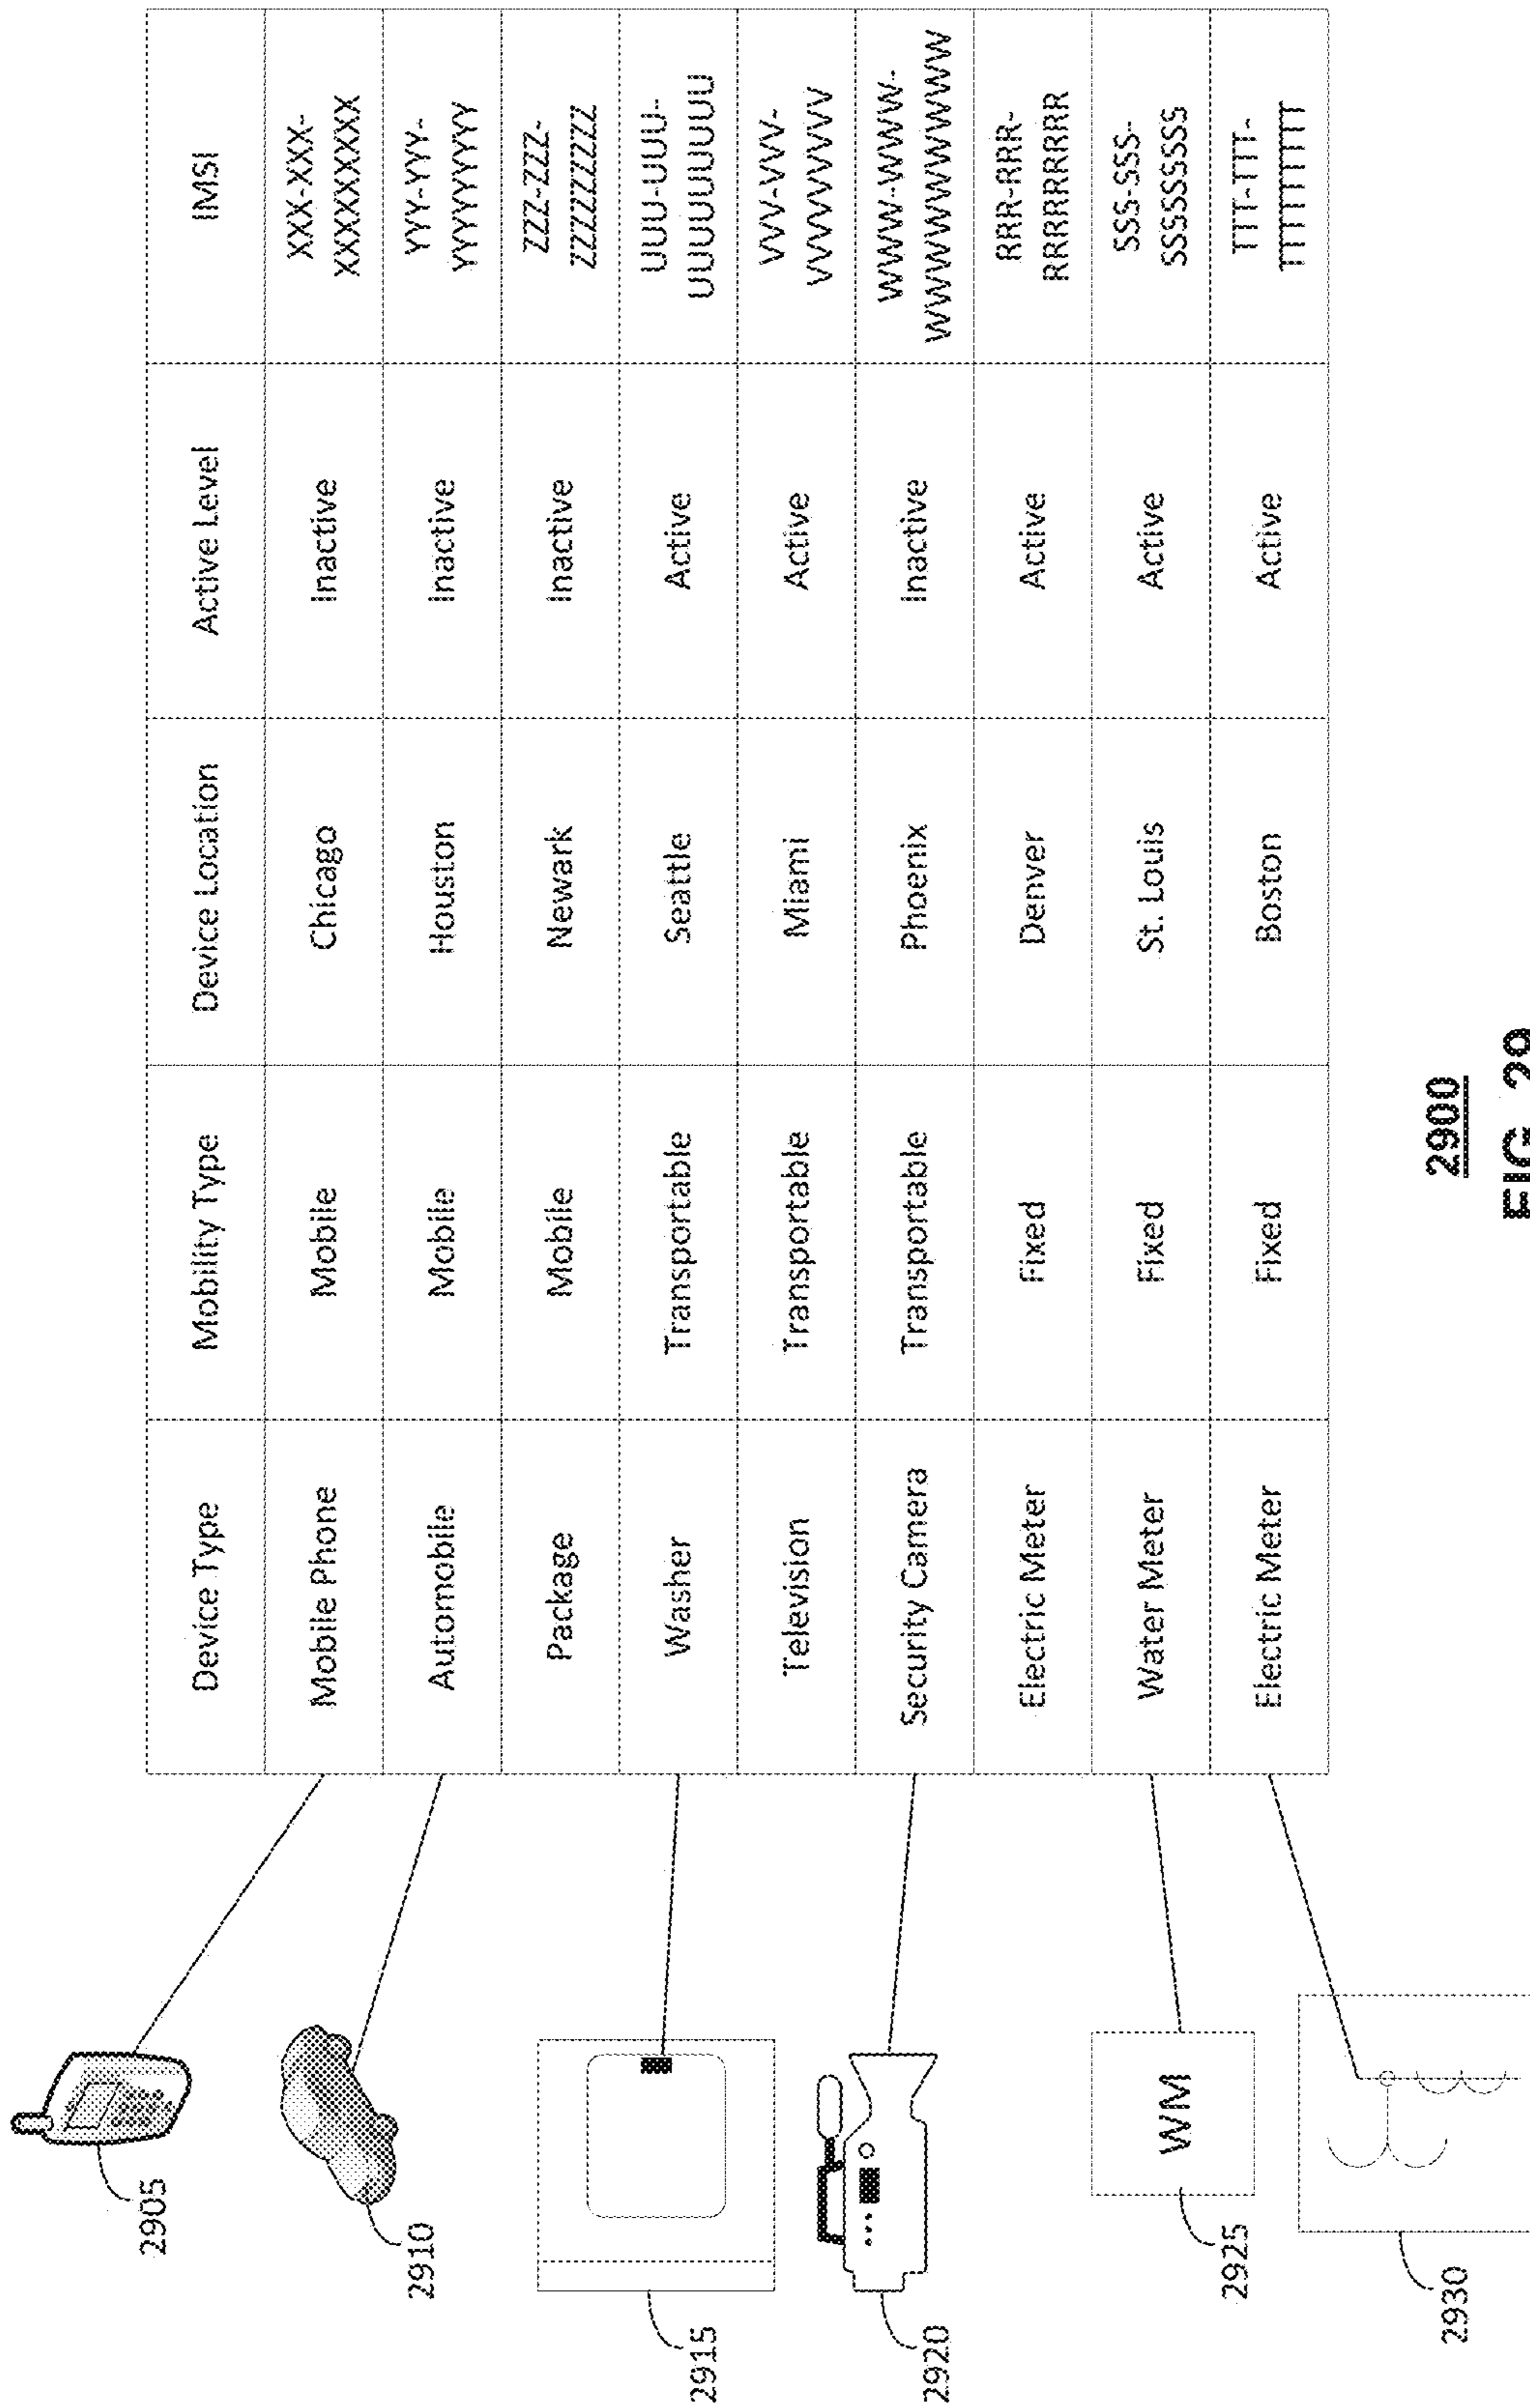 Device Type Mobility Type Device Location Active Level IMSI
2905 Mobile Phone Mobile Chicago Inactive XXX-XXX-
XXXXXXXXX
2910 Automobile Mobile Houston Inactive YYY-YYY-
YYYYYYYYY
Package Mobile Newark Inactive ZZZ-ZZZ-
ZZZZZZZZZ
2915 Washer Transportable Seattle Active UUU-UUU-
UUUUUUUUU
Television Transportable Miami Active VVV-VVV-
VVVVVVVVV
2920 Security Camera Transportable Phoenix Inactive WWW-WWW-
WWWWWWWWW
Electric Meter Fixed Denver Active RRR-RRR-
RRRRRRRRR
2925 WM Water Meter Fixed St. Louis Active SSS-SSS-
SSSSSSSSS
2930 Electric Meter Fixed Boston Active TTT-TTT-
TTTTTTTTT
2900
FIG. 29